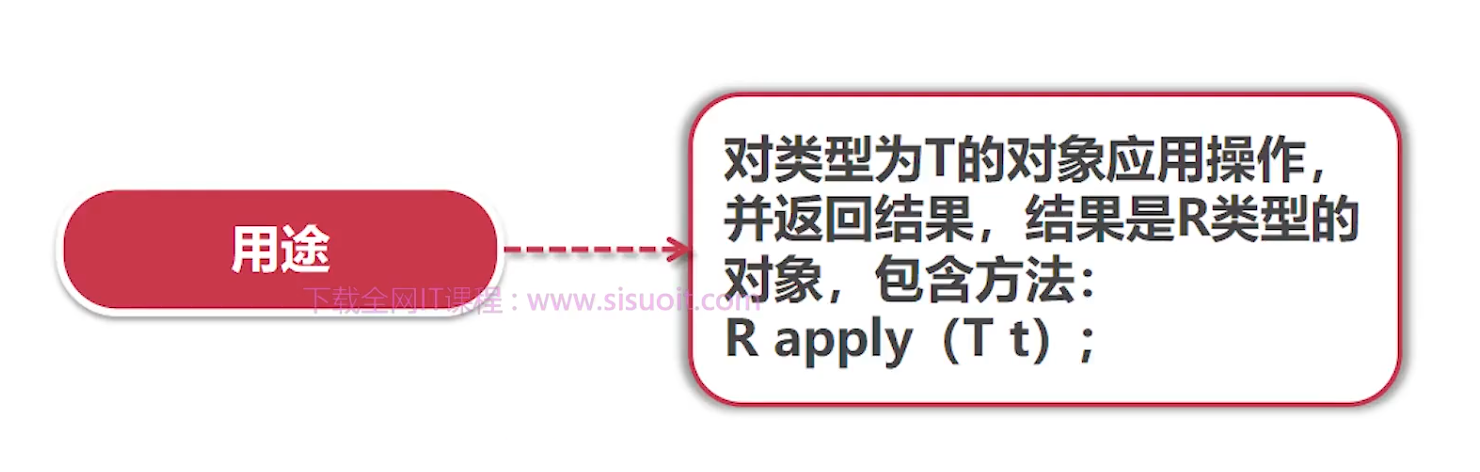 用途
对类型为T的对象应用操作，
并返回结果，结果是R类型的
对象，包含方法：
R apply（T t）;
下载全网IT课程 : www.sisuoit.com